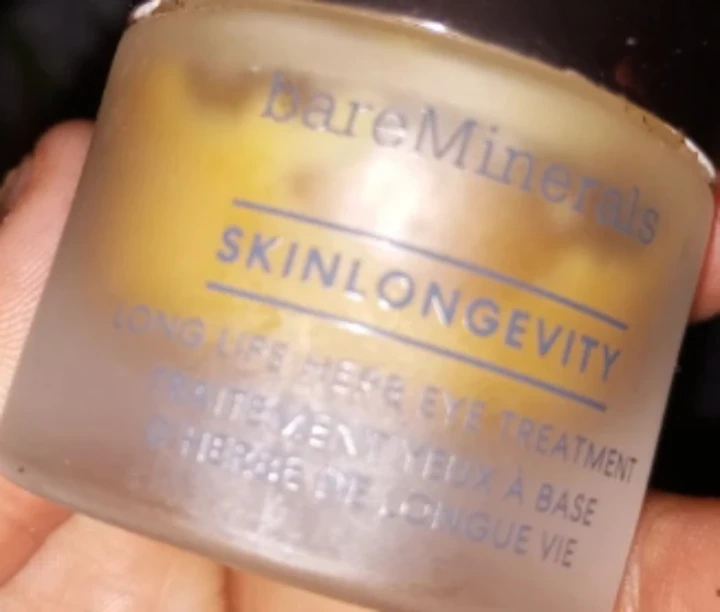 bareMinerals
SKINLONGEVITY
LONG LIFE HERB EYE TREATMENT
TRAITEMENT YEUX À BASE
D'HERBE DE LONGUE VIE